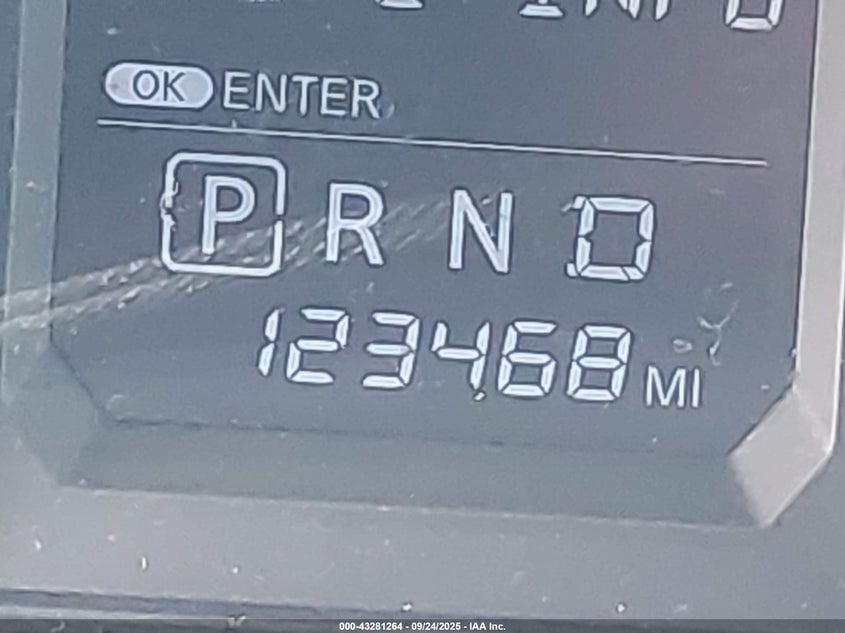 OK ENTER
P R N D
123468 MI
000-43281264 - 09/24/2025 - IAA Inc.